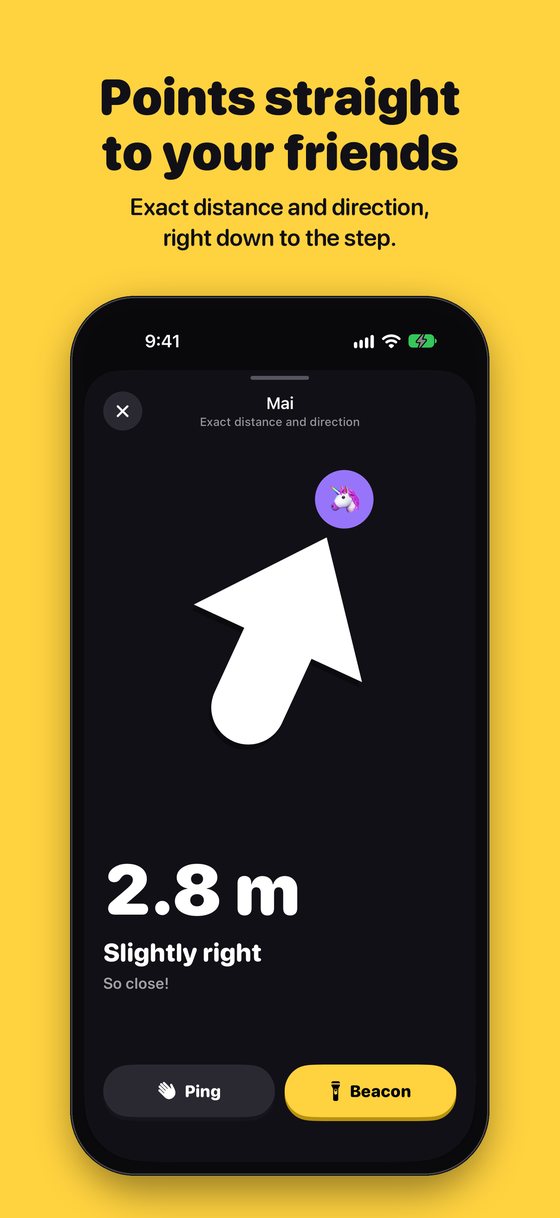 Points straight
to your friends
Exact distance and direction,
right down to the step.
9:41
Mai
Exact distance and direction
2.8 m
Slightly right
So close!
Ping
Beacon